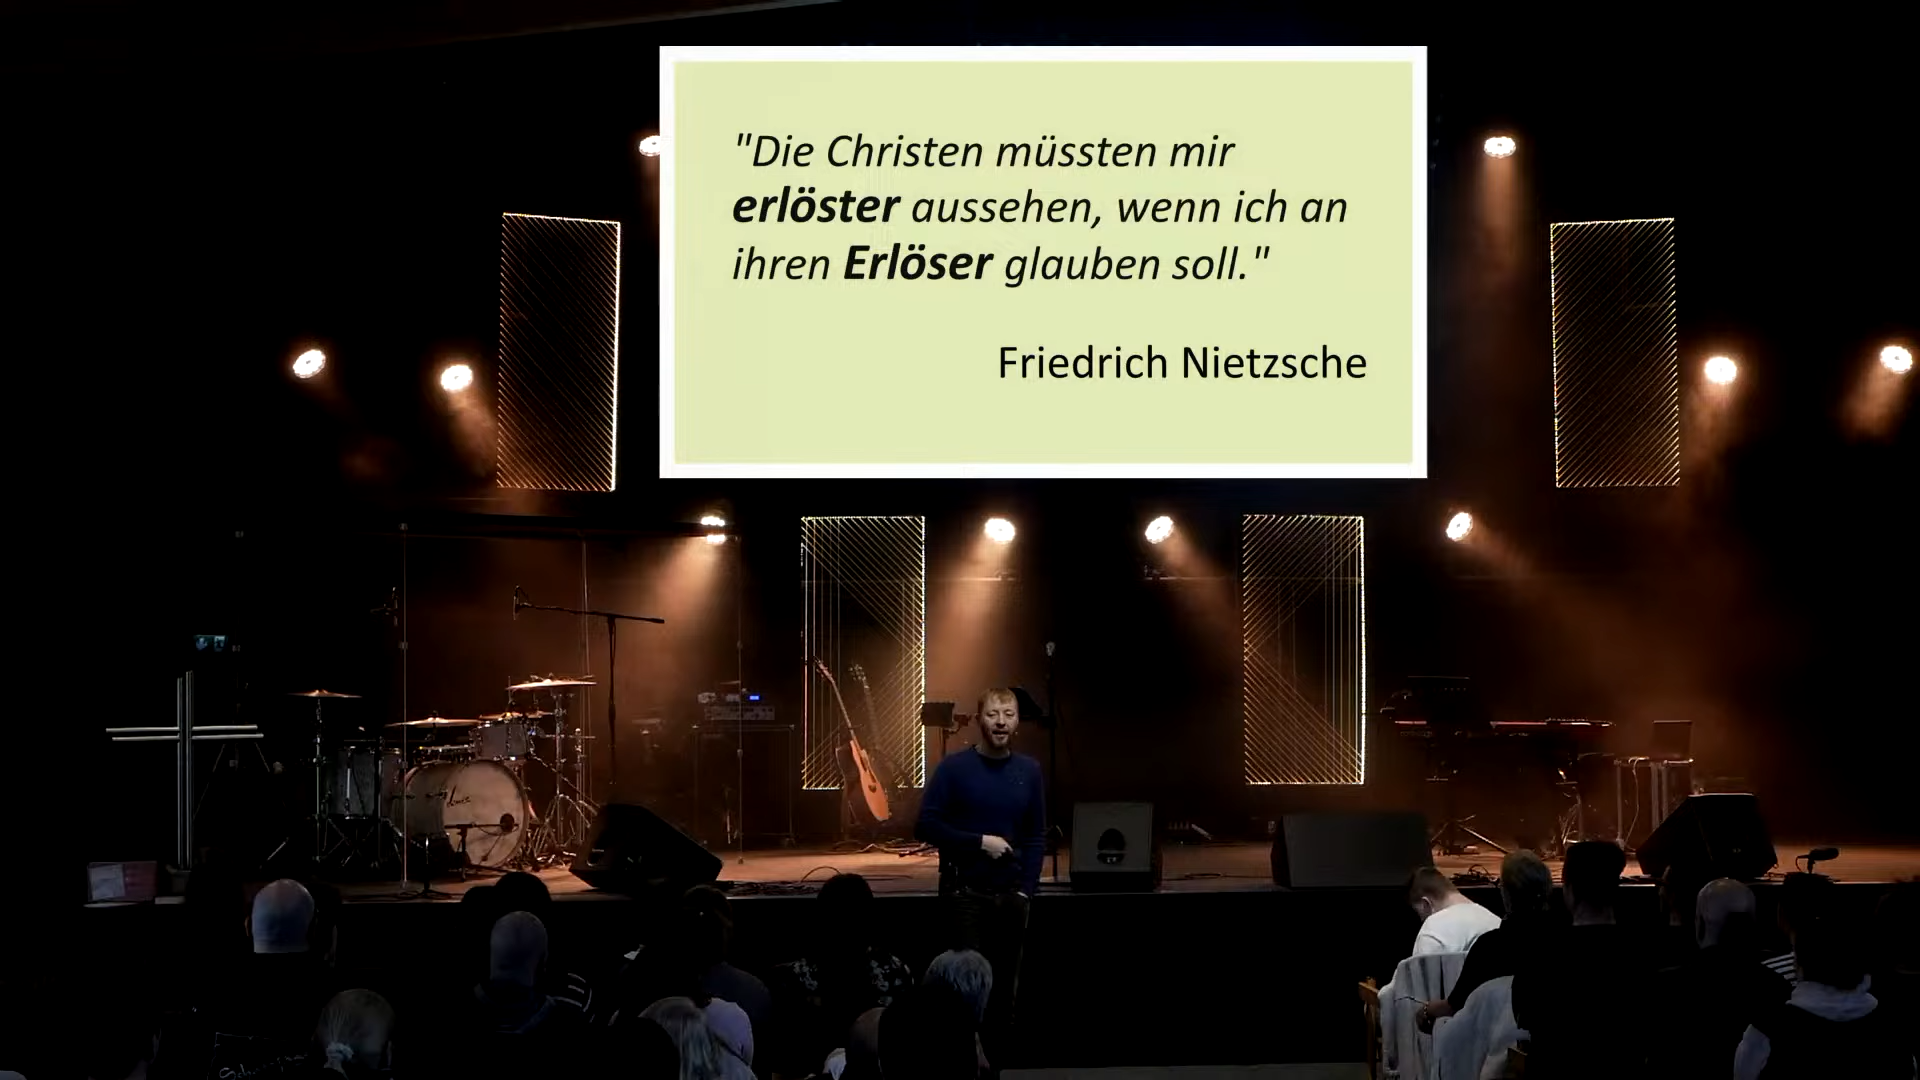 "Die Christen müssten mir
erlöster aussehen, wenn ich an
ihren Erlöser glauben soll."
Friedrich Nietzsche